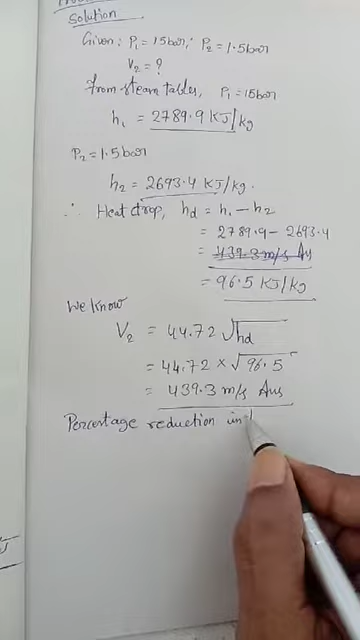 Solution
Given: P₁ = 15 bar, P₂ = 1.5 bar
V₂ = ?
From steam tables, P₁ = 15 bar
h₁ = 2789.9 KJ/kg
P₂ = 1.5 bar
h₂ = 2693.4 KJ/kg.
∴ Heat drop, hd = h₁ - h₂
= 2789.9 - 2693.4
= 439.3 m/s Ans
= 96.5 KJ/kg
We Know
V₂ = 44.72 √hd
= 44.72 × √96.5
= 439.3 m/s Ans
Percentage reduction in